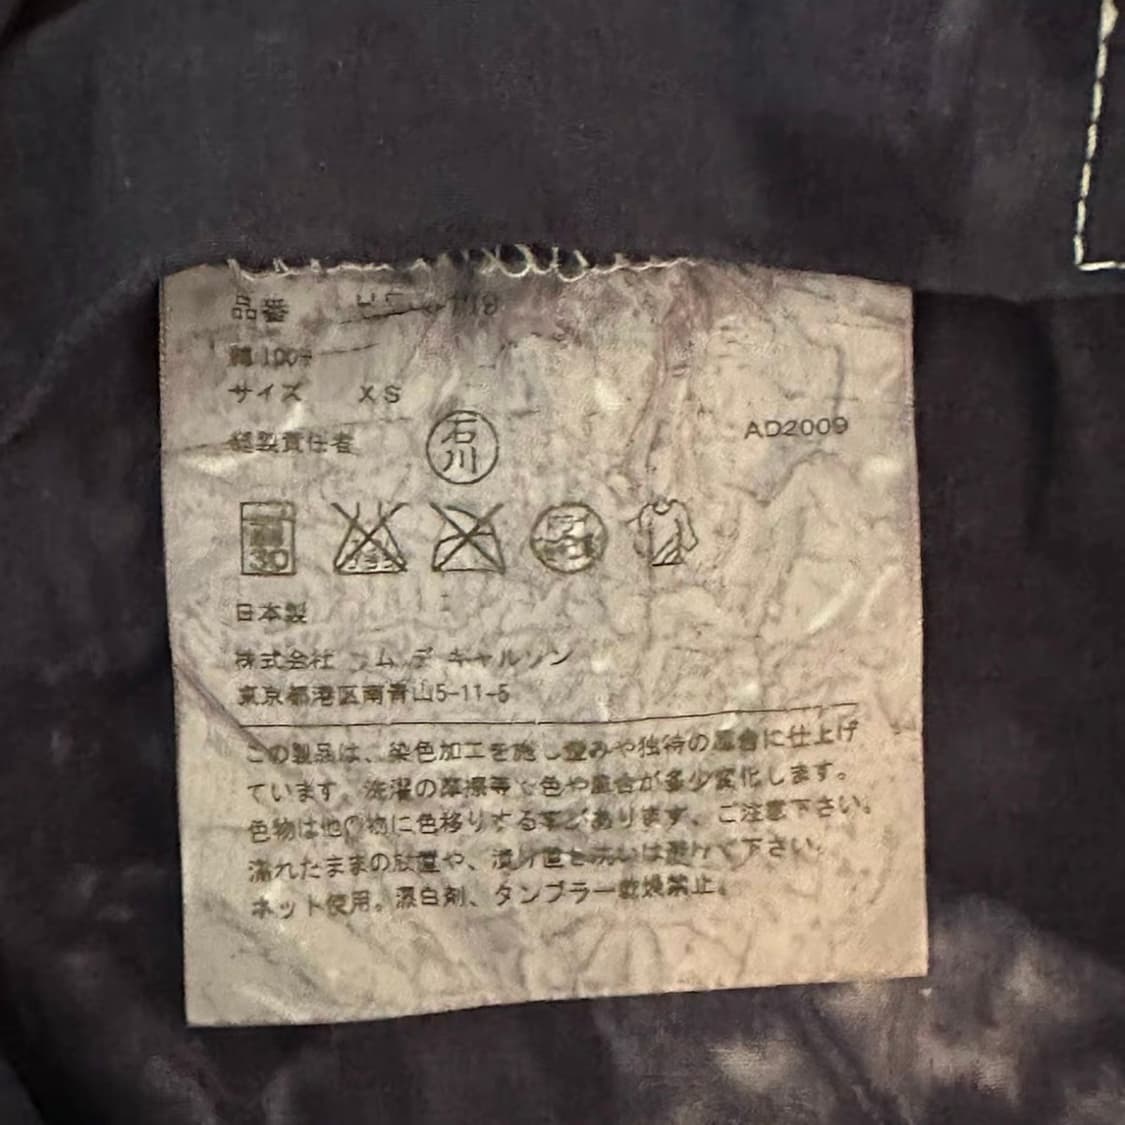 品番
綿100%
サイズ XS
縫製責任者 石川
AD2009
30
日本製
株式会社 コム デ ギャルソン
東京都港区南青山5-11-5
この製品は、染色加工を施し歪みや独特の風合に仕上げ
ています。洗濯の摩擦等で色や風合が多少変化します。
色物は他の物に色移りする事があります、ご注意下さい。
濡れたままの放置や、漬け置き洗いは避けて下さい。
ネット使用。漂白剤、タンブラー乾燥禁止。